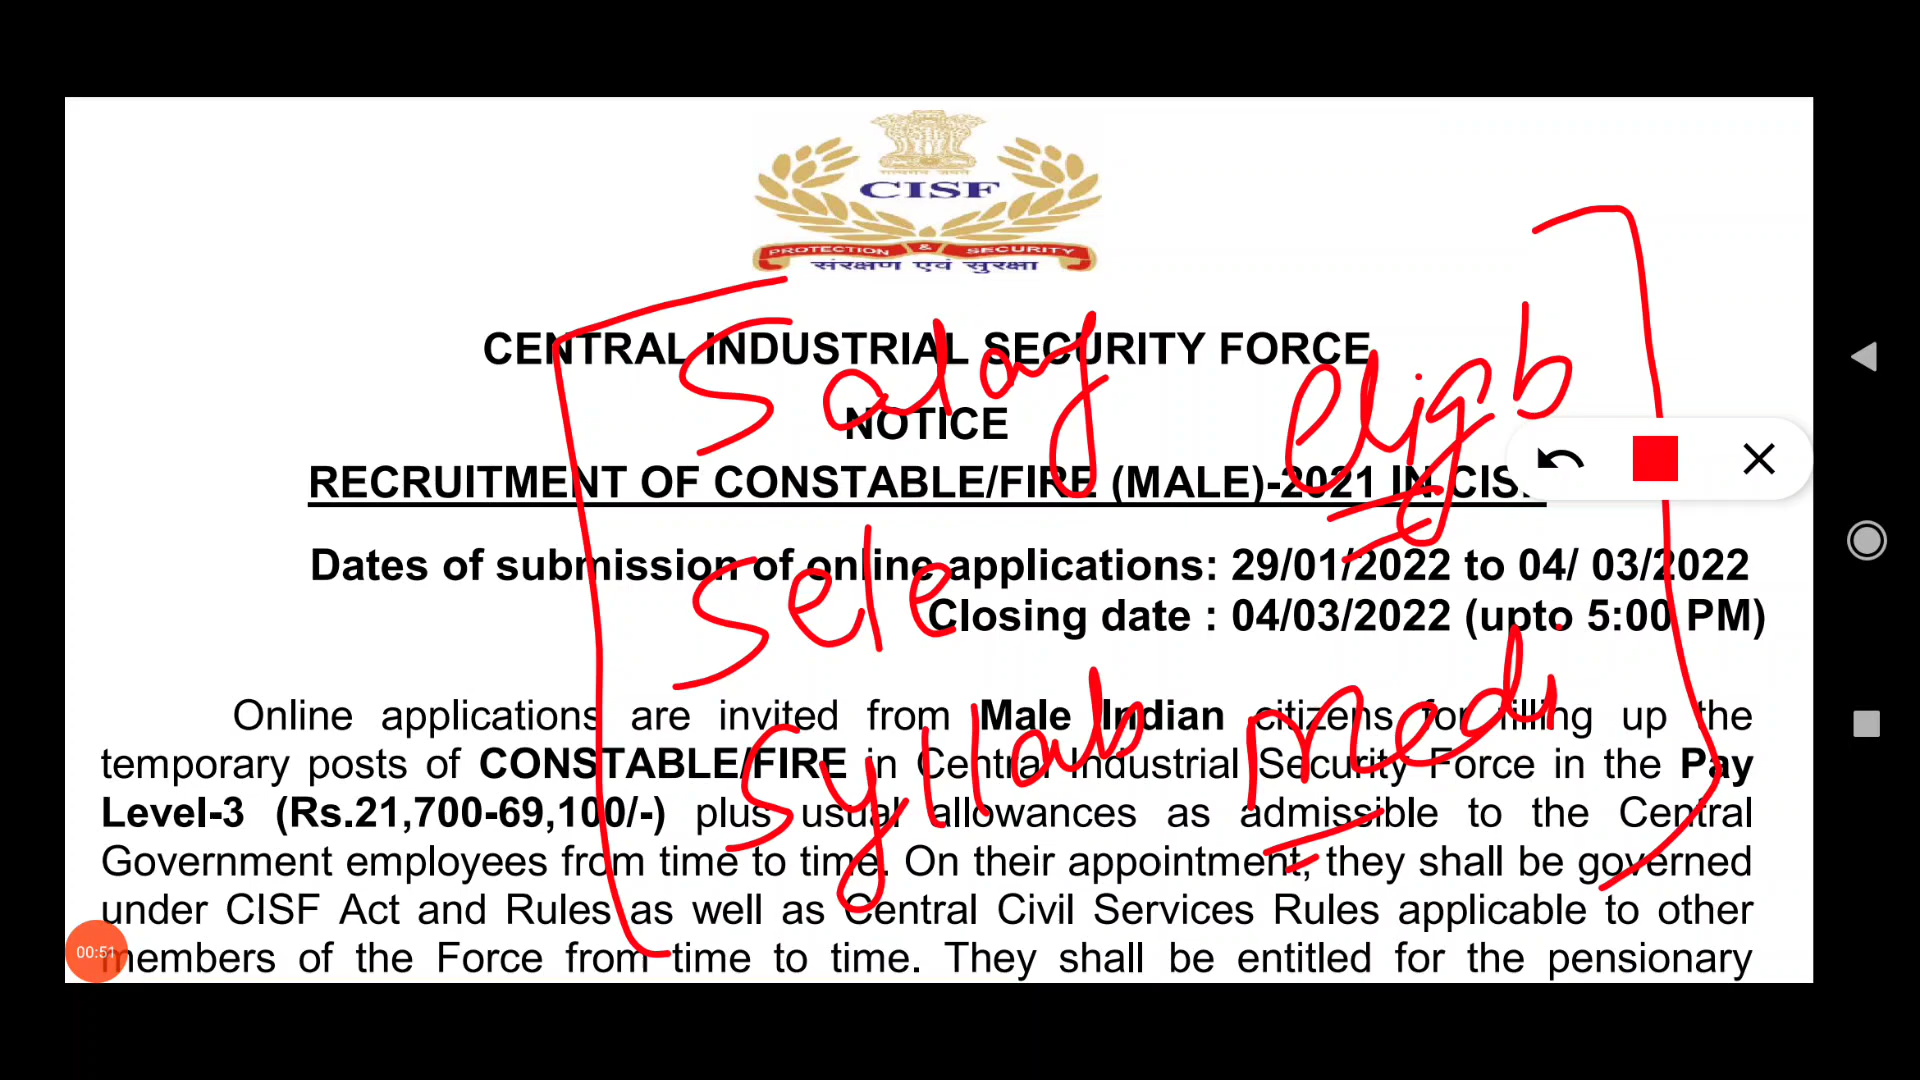 सत्यमेव जयते
CISF
PROTECTION & SECURITY
संरक्षण एवं सुरक्षा
CENTRAL INDUSTRIAL SECURITY FORCE
Salary eligb
NOTICE
RECRUITMENT OF CONSTABLE/FIRE (MALE)-2021 IN CIS
Dates of submission of online applications: 29/01/2022 to 04/ 03/2022
Sele
Closing date : 04/03/2022 (upto 5:00 PM)
Online applications are invited from Male Indian citizens for filling up the
Syllab Medi
temporary posts of CONSTABLE/FIRE in Central Industrial Security Force in the Pay
Level-3 (Rs.21,700-69,100/-) plus usual allowances as admissible to the Central
Government employees from time to time. On their appointment, they shall be governed
under CISF Act and Rules as well as Central Civil Services Rules applicable to other
00:51
members of the Force from time to time. They shall be entitled for the pensionary